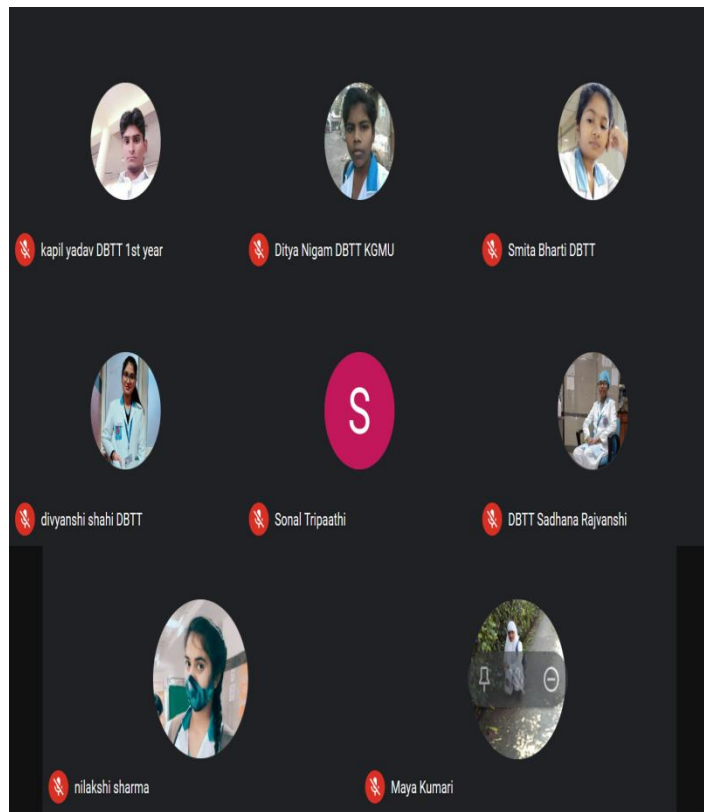 kapil yadav DBTT 1st year
Ditya Nigam DBTT KGMU
Smita Bharti DBTT
divyanshi shahi DBTT
S
Sonal Tripaathi
DBTT Sadhana Rajvanshi
nilakshi sharma
Maya Kumari